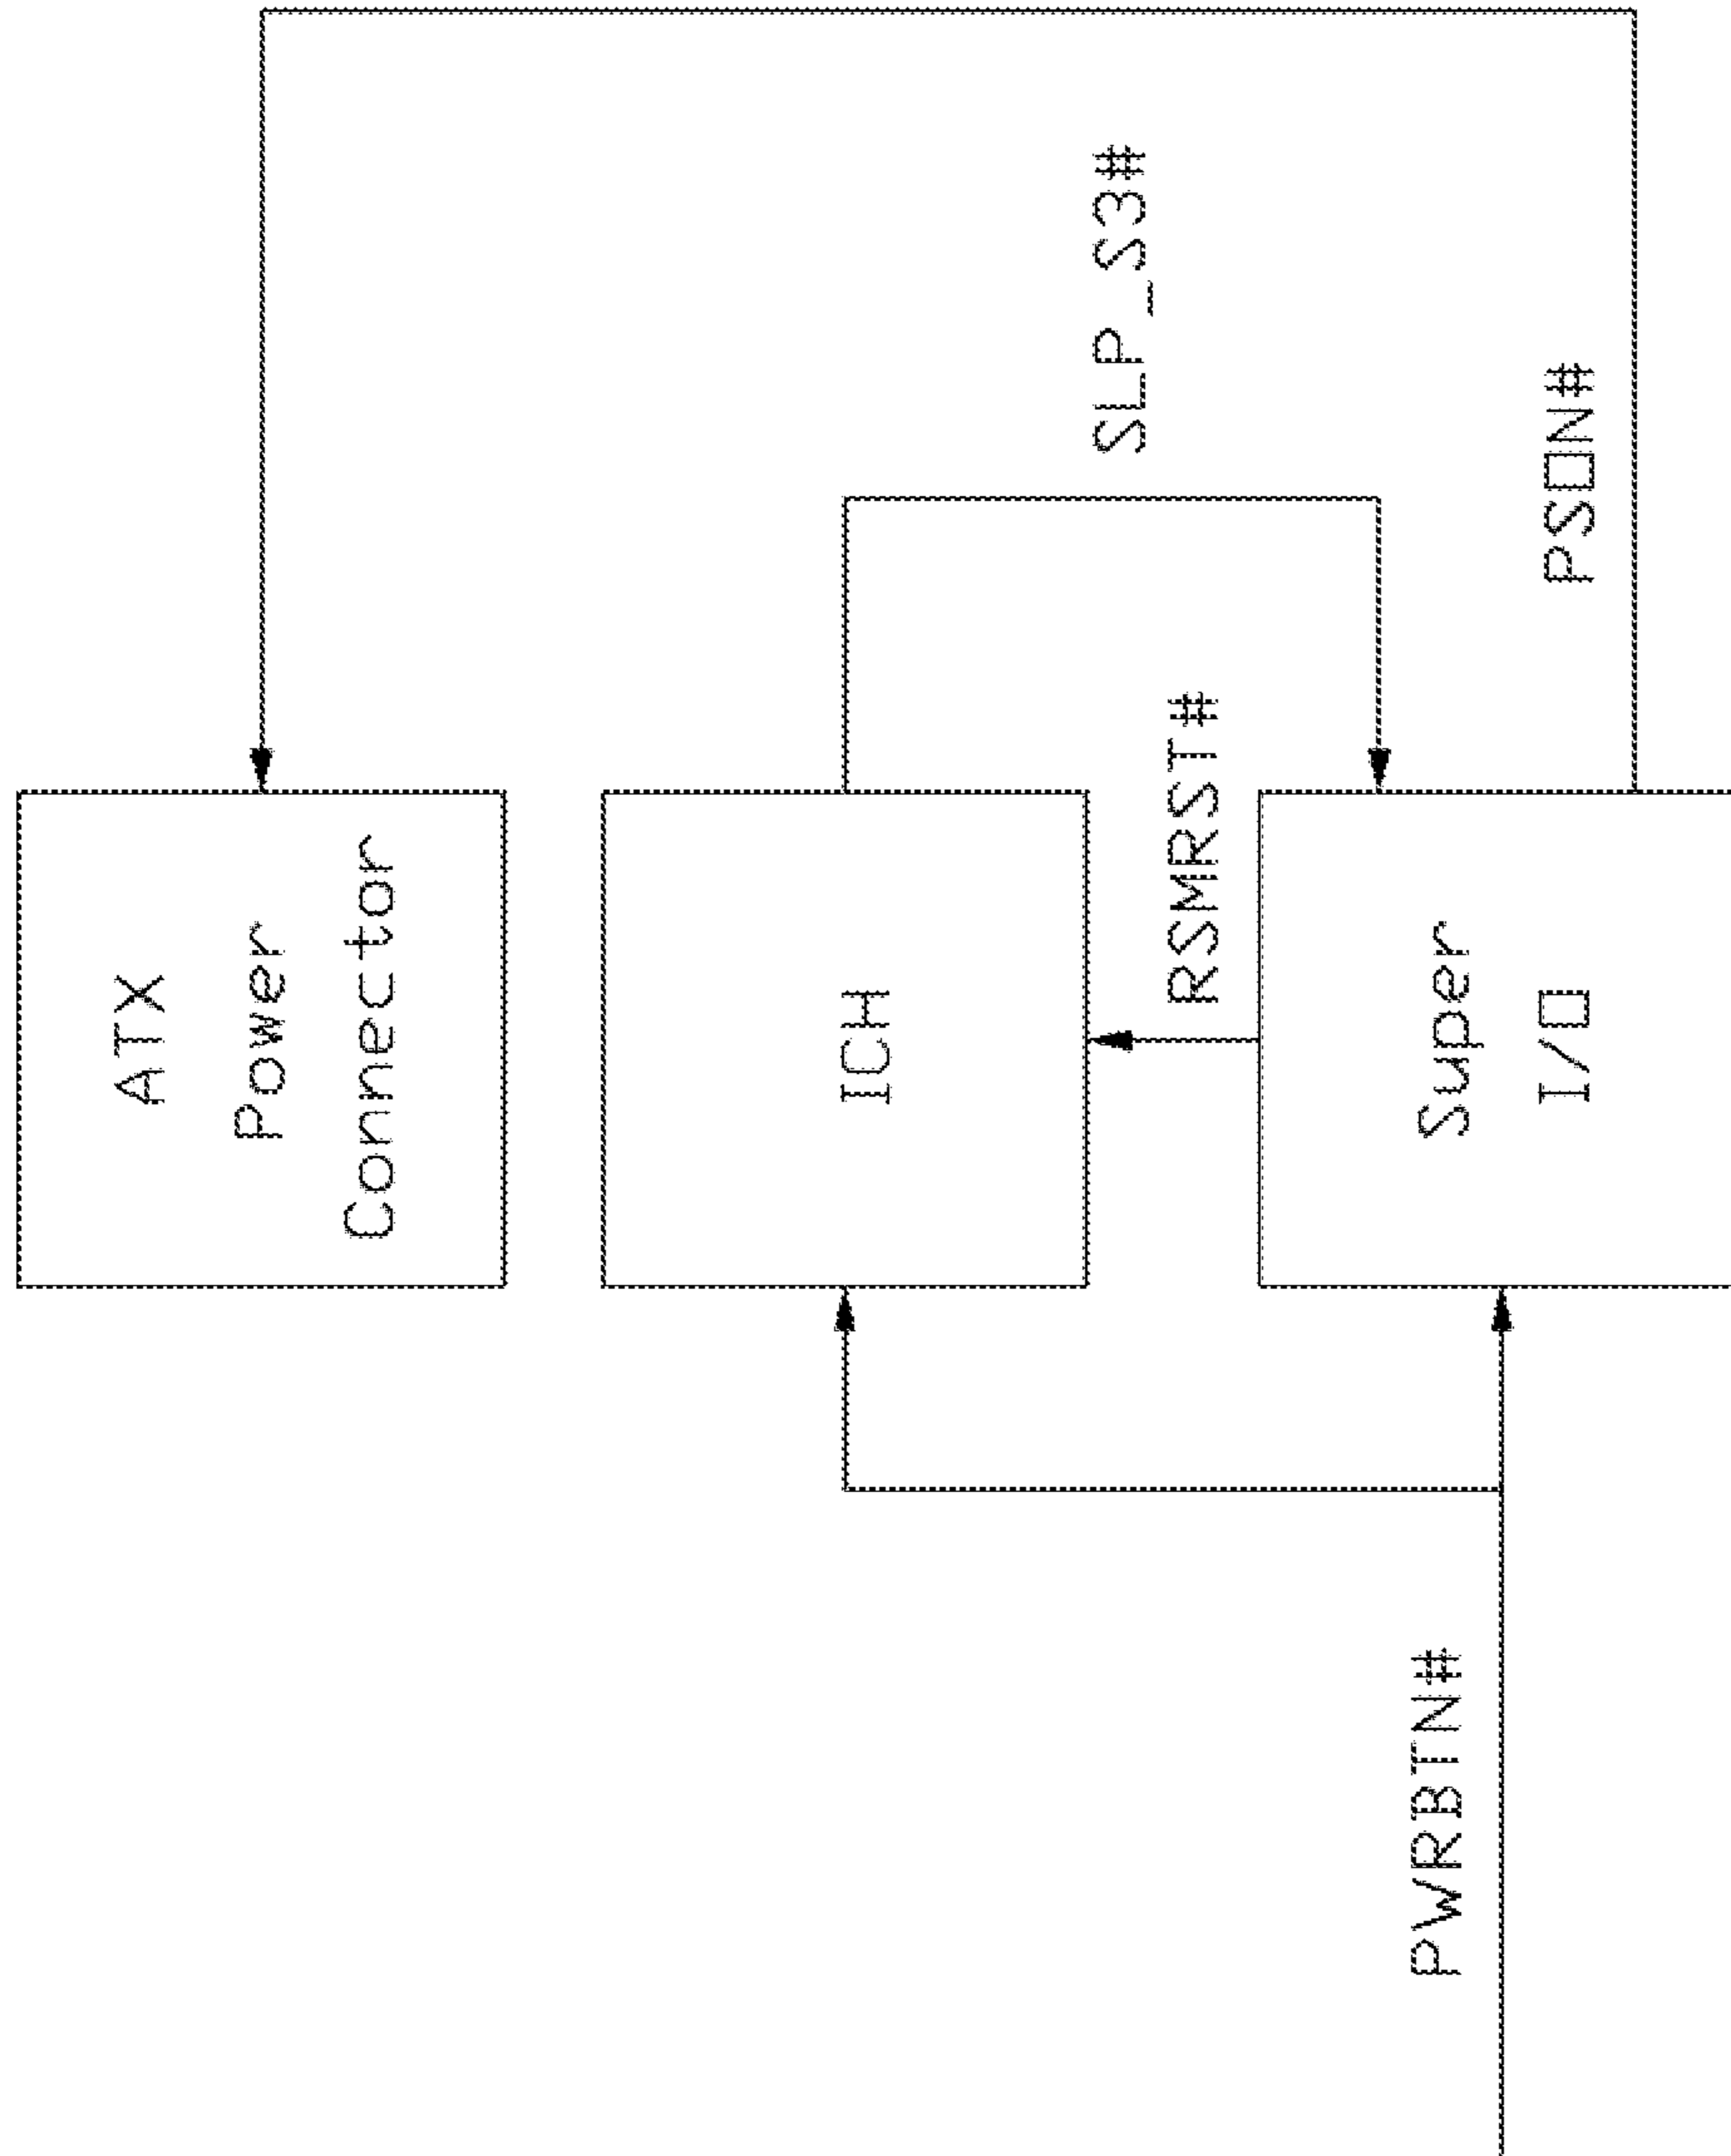 ATX
Power
Connector
ICH
SLP_S3#
RSMRST#
Super
I/O
PSON#
PWRBTN#